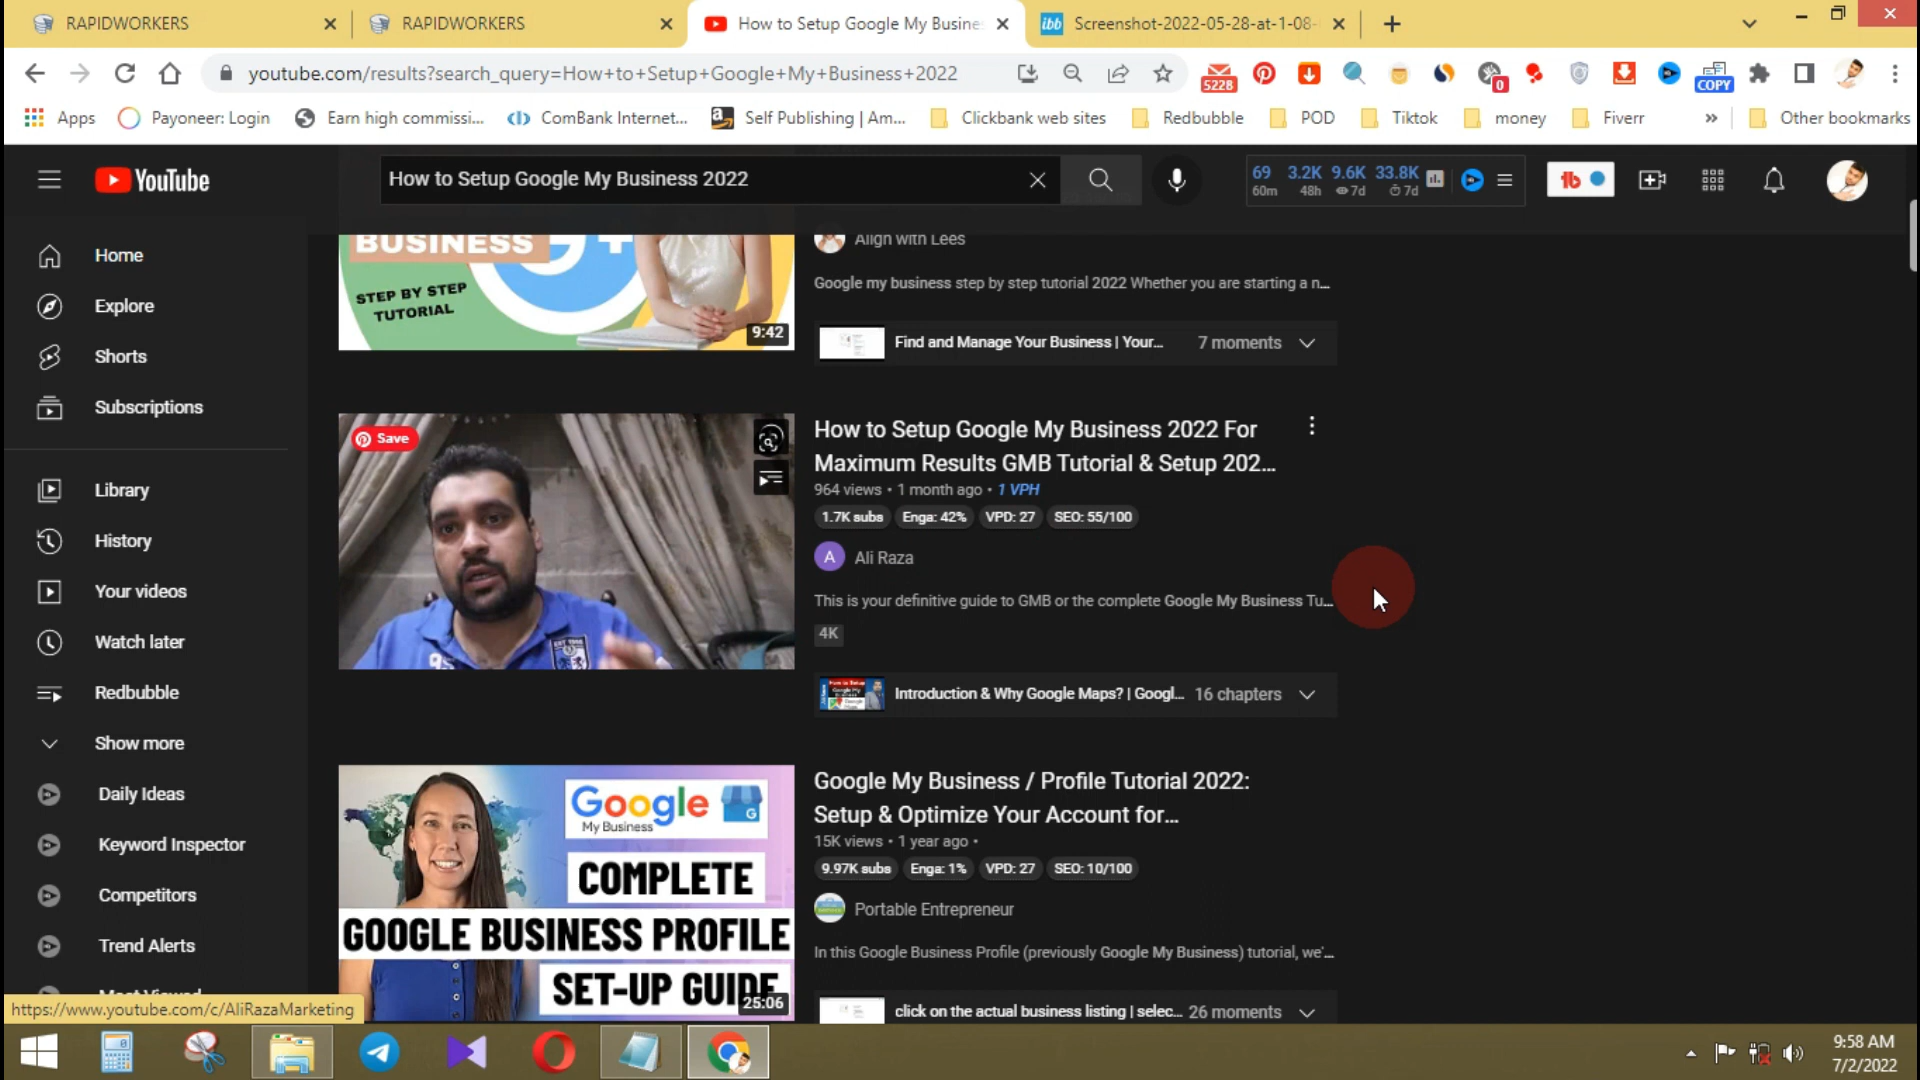 RAPIDWORKERS
RAPIDWORKERS
How to Setup Google My Busine
ibb
Screenshot-2022-05-28-at-1-08-
youtube.com/results?search_query=How+to+Setup+Google+My+Business+2022
5228
0
COPY
Apps
Payoneer: Login
Earn high commissi...
ComBank Internet...
Self Publishing | Am...
Clickbank web sites
Redbubble
POD
Tiktok
money
Fiverr
»
Other bookmarks
YouTube
How to Setup Google My Business 2022
69 3.2K 9.6K 33.8K
60m 48h 7d 7d
tb
Home
Explore
Shorts
Subscriptions
Library
History
Your videos
Watch later
Redbubble
Show more
Daily Ideas
Keyword Inspector
Competitors
Trend Alerts
Most Viewed
https://www.youtube.com/c/AliRazaMarketing
BUSINESS
STEP BY STEP
TUTORIAL
9:42
Align with Lees
Google my business step by step tutorial 2022 Whether you are starting a n...
Find and Manage Your Business | Your...
7 moments
Save
How to Setup Google My Business 2022 For
Maximum Results GMB Tutorial & Setup 202...
964 views • 1 month ago • 1 VPH
1.7K subs Enga: 42% VPD: 27 SEO: 55/100
A
Ali Raza
This is your definitive guide to GMB or the complete Google My Business Tu...
4K
Introduction & Why Google Maps? | Googl...
16 chapters
Google
My Business
G
COMPLETE
GOOGLE BUSINESS PROFILE
SET-UP GUIDE
25:06
Google My Business / Profile Tutorial 2022:
Setup & Optimize Your Account for...
15K views • 1 year ago •
9.97K subs Enga: 1% VPD: 27 SEO: 10/100
Portable Entrepreneur
In this Google Business Profile (previously Google My Business) tutorial, we'...
click on the actual business listing | selec...
26 moments
9:58 AM
7/2/2022